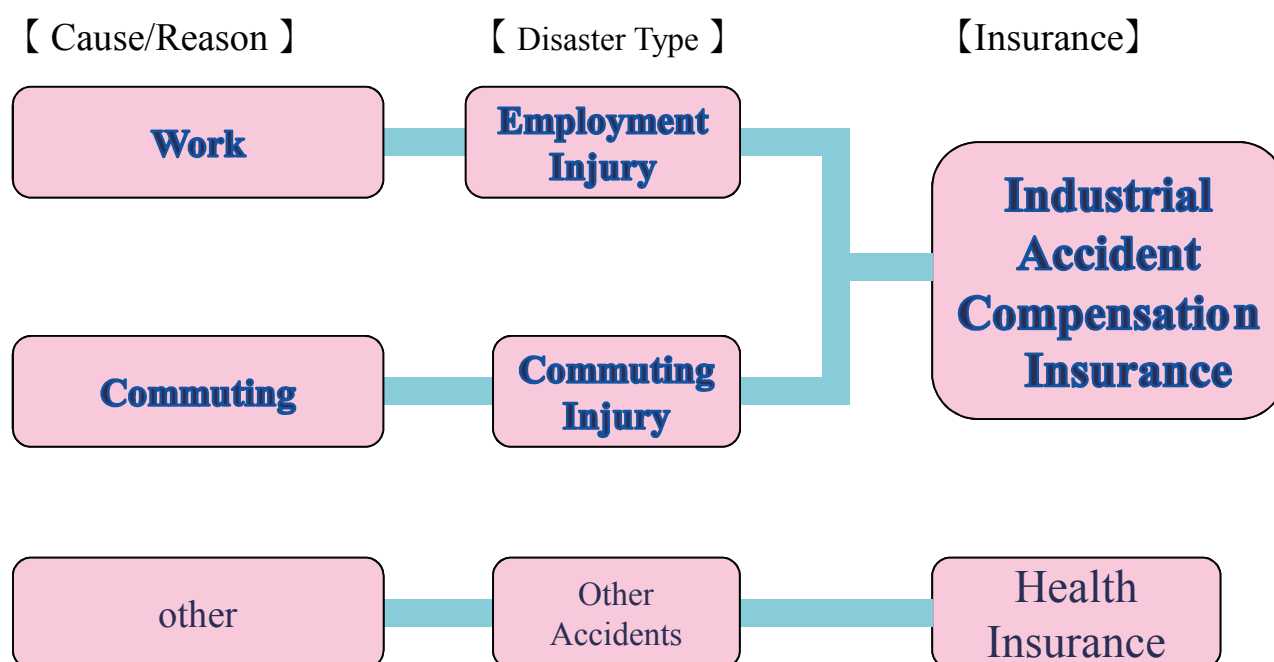 【 Cause/Reason 】
【 Disaster Type 】
【Insurance】
Work
Employment
Injury
Industrial
Accident
Compensation
Insurance
Commuting
Commuting
Injury
other
Other
Accidents
Health
Insurance